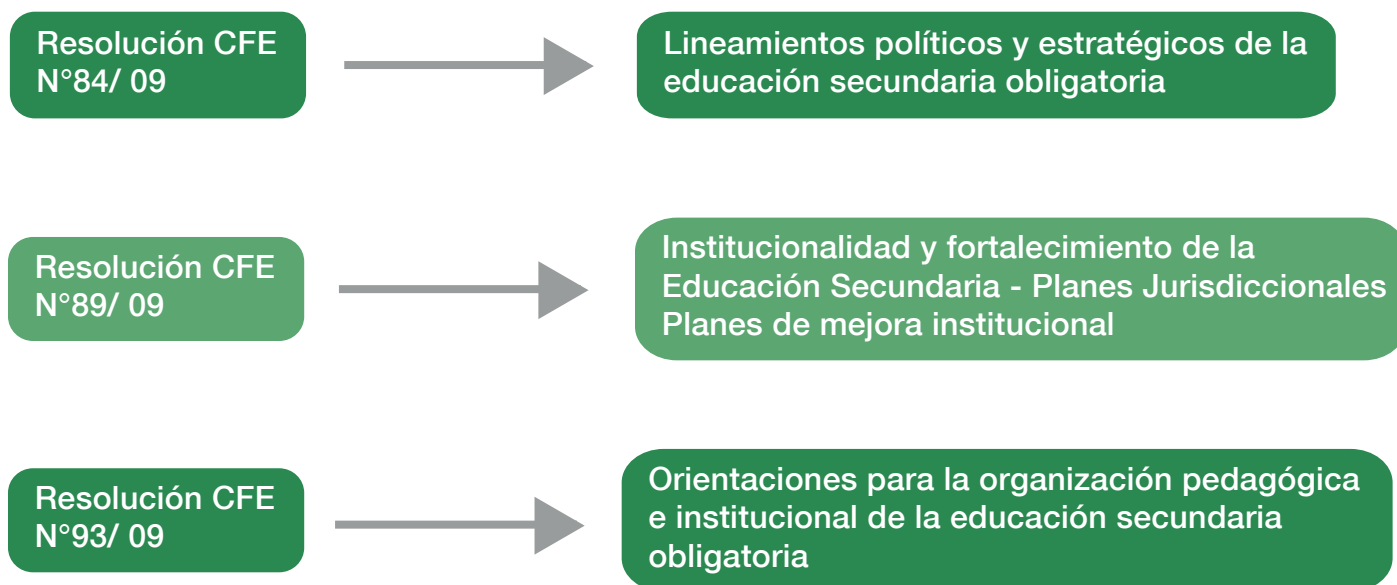 Resolución CFE
N°84/ 09
Lineamientos políticos y estratégicos de la
educación secundaria obligatoria
Resolución CFE
N°89/ 09
Institucionalidad y fortalecimiento de la
Educación Secundaria - Planes Jurisdiccionales
Planes de mejora institucional
Resolución CFE
N°93/ 09
Orientaciones para la organización pedagógica
e institucional de la educación secundaria
obligatoria